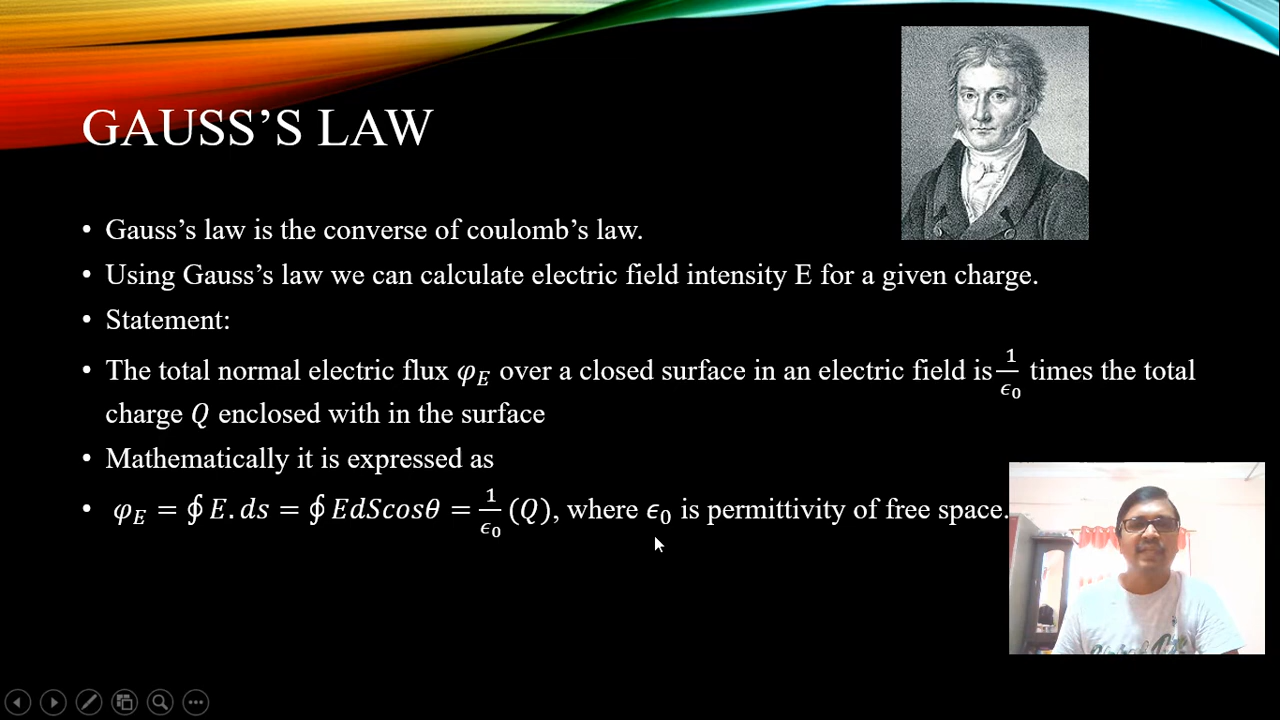 GAUSS’S LAW
• Gauss’s law is the converse of coulomb’s law.
• Using Gauss’s law we can calculate electric field intensity E for a given charge.
• Statement:
• The total normal electric flux φ_E over a closed surface in an electric field is 1/ϵ₀ times the total
charge Q enclosed with in the surface
• Mathematically it is expressed as
• φ_E = ∮ E. ds = ∮ EdScosθ = 1/ϵ₀ (Q), where ϵ₀ is permittivity of free space.